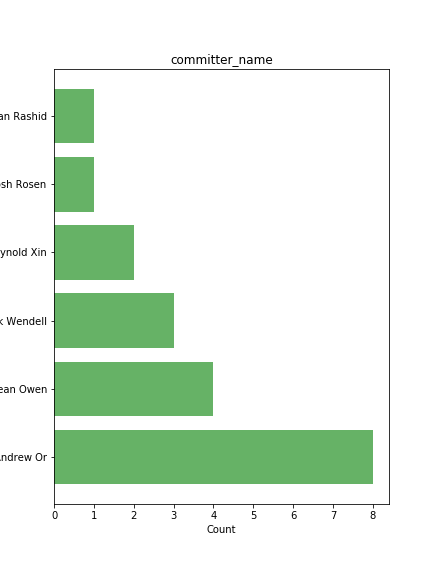 committer_name
an Rashid
sh Rosen
ynold Xin
k Wendell
ean Owen
Andrew Or
0 1 2 3 4 5 6 7 8
Count